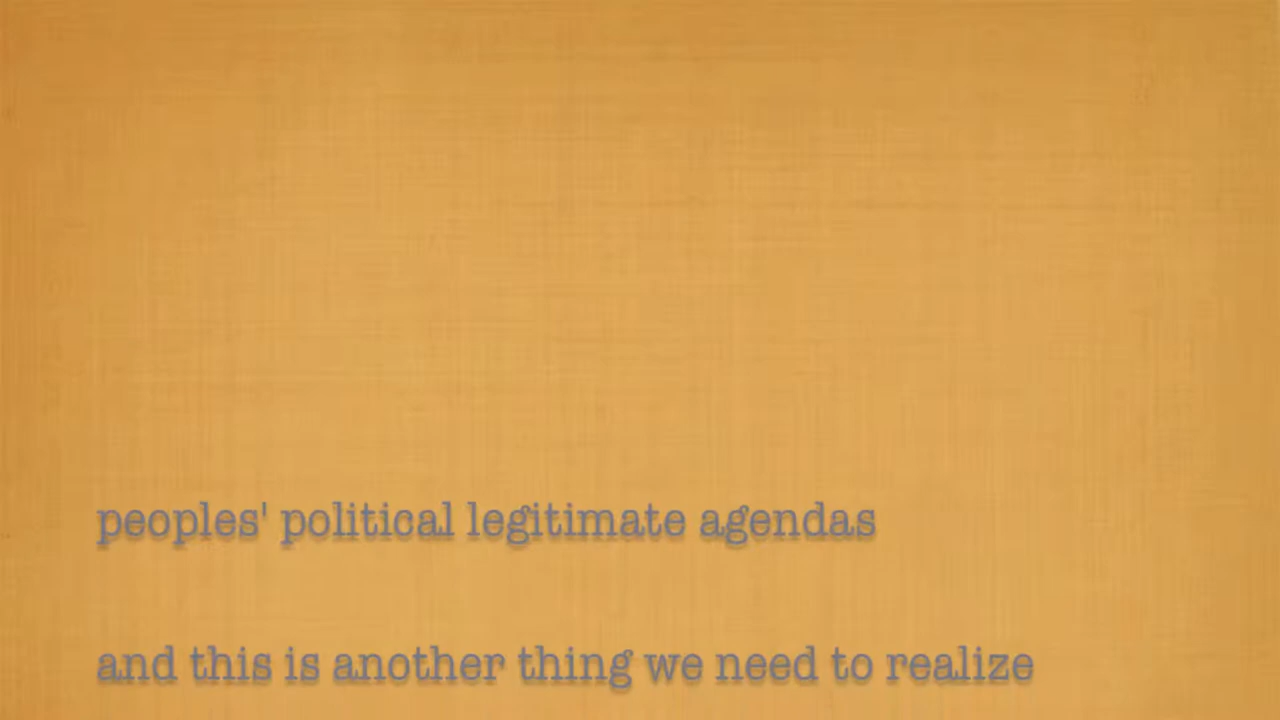 peoples' political legitimate agendas
and this is another thing we need to realize